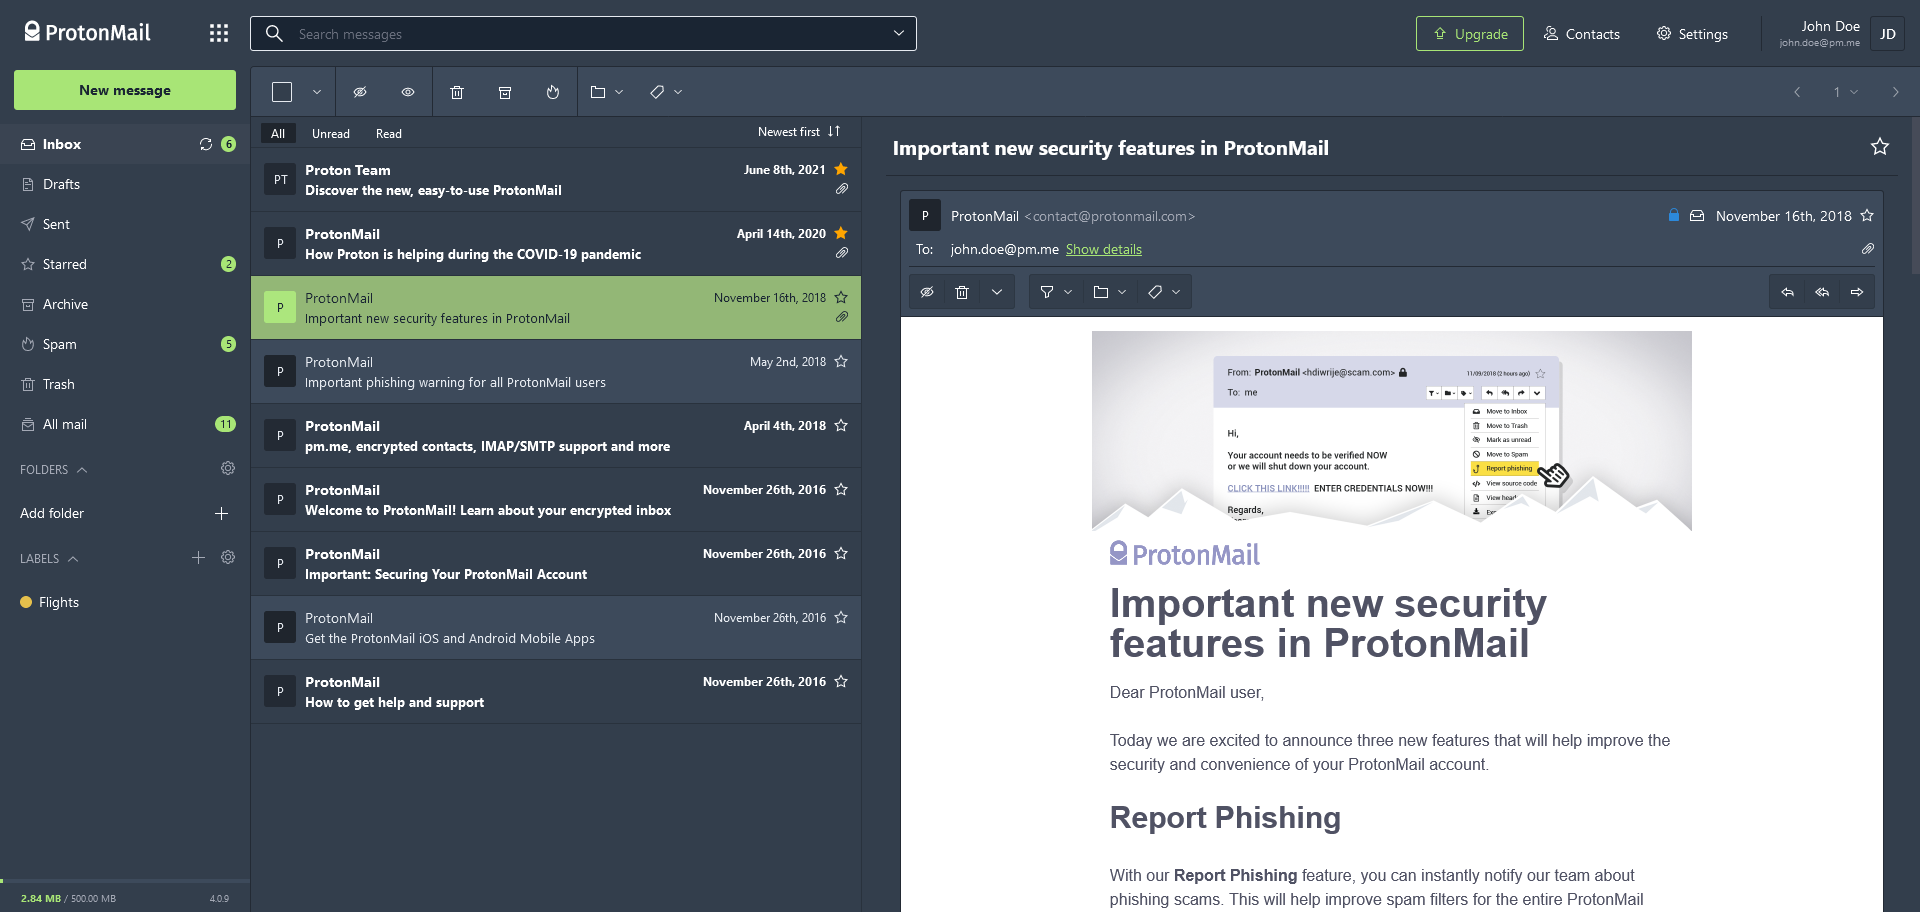 ProtonMail
Search messages
Upgrade
Contacts
Settings
John Doe
john.doe@pm.me
JD
New message
Inbox
6
Drafts
Sent
Starred
2
Archive
Spam
5
Trash
All mail
11
FOLDERS
Add folder
LABELS
Flights
2.84 MB / 500.00 MB
4.0.9
1
All
Unread
Read
Newest first
PT
Proton Team
June 8th, 2021
Discover the new, easy-to-use ProtonMail
P
ProtonMail
April 14th, 2020
How Proton is helping during the COVID-19 pandemic
P
ProtonMail
November 16th, 2018
Important new security features in ProtonMail
P
ProtonMail
May 2nd, 2018
Important phishing warning for all ProtonMail users
P
ProtonMail
April 4th, 2018
pm.me, encrypted contacts, IMAP/SMTP support and more
P
ProtonMail
November 26th, 2016
Welcome to ProtonMail! Learn about your encrypted inbox
P
ProtonMail
November 26th, 2016
Important: Securing Your ProtonMail Account
P
ProtonMail
November 26th, 2016
Get the ProtonMail iOS and Android Mobile Apps
P
ProtonMail
November 26th, 2016
How to get help and support
Important new security features in ProtonMail
P
ProtonMail <contact@protonmail.com>
November 16th, 2018
To: john.doe@pm.me Show details
From: ProtonMail <hdiwrije@scam.com>
11/09/2018 (2 hours ago)
To: me
Move to Inbox
Move to Trash
Mark as unread
Move to Spam
Report phishing
View source code
Hi,
Your account needs to be verified NOW
or we will shut down your account.
CLICK THIS LINK!!!!! ENTER CREDENTIALS NOW!!!
Regards,
ProtonMail
Important new security
features in ProtonMail
Dear ProtonMail user,
Today we are excited to announce three new features that will help improve the
security and convenience of your ProtonMail account.
Report Phishing
With our Report Phishing feature, you can instantly notify our team about
phishing scams. This will help improve spam filters for the entire ProtonMail